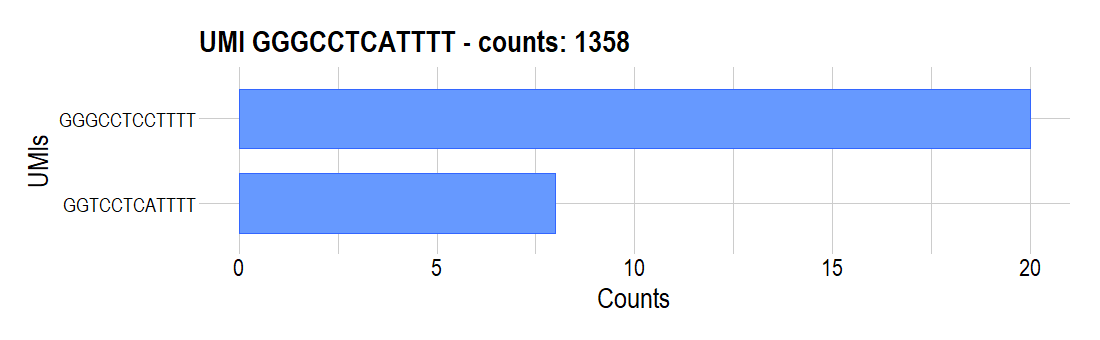 UMI GGGCCTCATTTT - counts: 1358
UMIs
GGGCCTCCTTTT
GGTCCTCATTTT
0 5 10 15 20
Counts